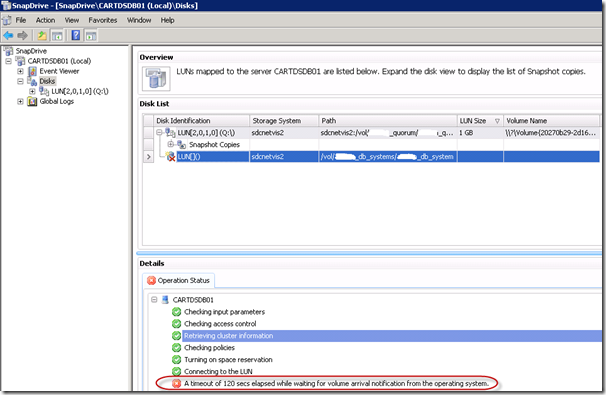 SnapDrive - [SnapDrive\CARTDSDB01 (Local)\Disks]
File Action View Favorites Window Help
SnapDrive
CARTDSDB01 (Local)
Event Viewer
Disks
LUN[2,0,1,0] (Q:\)
Global Logs
Overview
LUNs mapped to the server CARTDSDB01 are listed below. Expand the disk view to display the list of Snapshot copies.
Disk List
Disk Identification Storage System Path LUN Size Volume Name
LUN[2,0,1,0] (Q:\) sdcnetvis2 sdcnetvis2:/vol/ _quorum/ _q... 1 GB \\?\Volume{20270b29-2d16...
Snapshot Copies
LUN[]() sdcnetvis2 /vol/ _db_systems/ _db_system
Details
Operation Status
CARTDSDB01
Checking input parameters
Checking access control
Retrieving cluster information
Checking policies
Turning on space reservation
Connecting to the LUN
A timeout of 120 secs elapsed while waiting for volume arrival notification from the operating system.